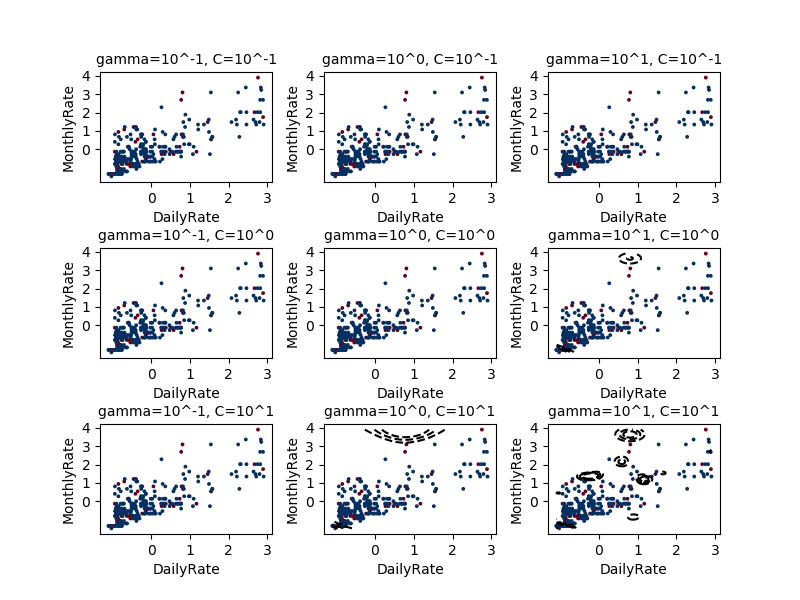 gamma=10^-1, C=10^-1 gamma=10^0, C=10^-1 gamma=10^1, C=10^-1
4 4 4
3 3 3
2 2 2
1 1 1
0 0 0
MonthlyRate MonthlyRate MonthlyRate
0 1 2 3 0 1 2 3 0 1 2 3
DailyRate DailyRate DailyRate
gamma=10^-1, C=10^0 gamma=10^0, C=10^0 gamma=10^1, C=10^0
4 4 4
3 3 3
2 2 2
1 1 1
0 0 0
MonthlyRate MonthlyRate MonthlyRate
0 1 2 3 0 1 2 3 0 1 2 3
DailyRate DailyRate DailyRate
gamma=10^-1, C=10^1 gamma=10^0, C=10^1 gamma=10^1, C=10^1
4 4 4
3 3 3
2 2 2
1 1 1
0 0 0
MonthlyRate MonthlyRate MonthlyRate
0 1 2 3 0 1 2 3 0 1 2 3
DailyRate DailyRate DailyRate